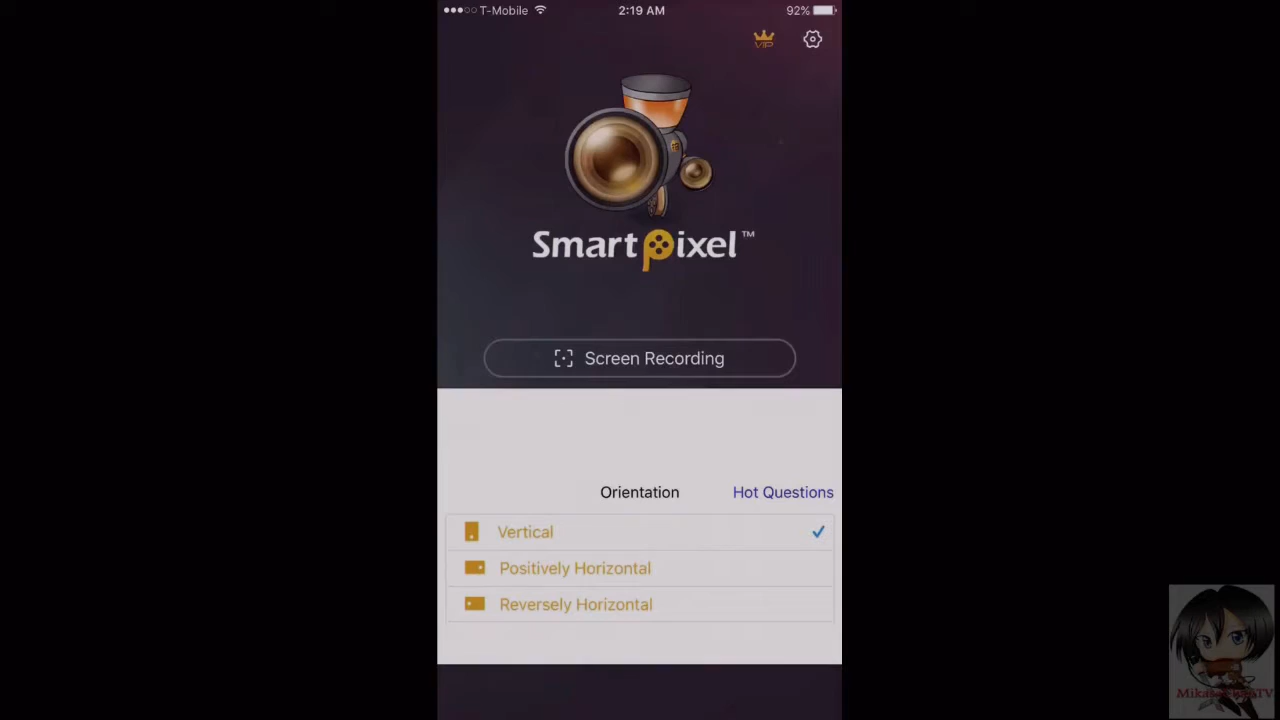 T-Mobile 2:19 AM 92%
VIP
Smart Pixel™
Screen Recording
Orientation Hot Questions
Vertical
Positively Horizontal
Reversely Horizontal